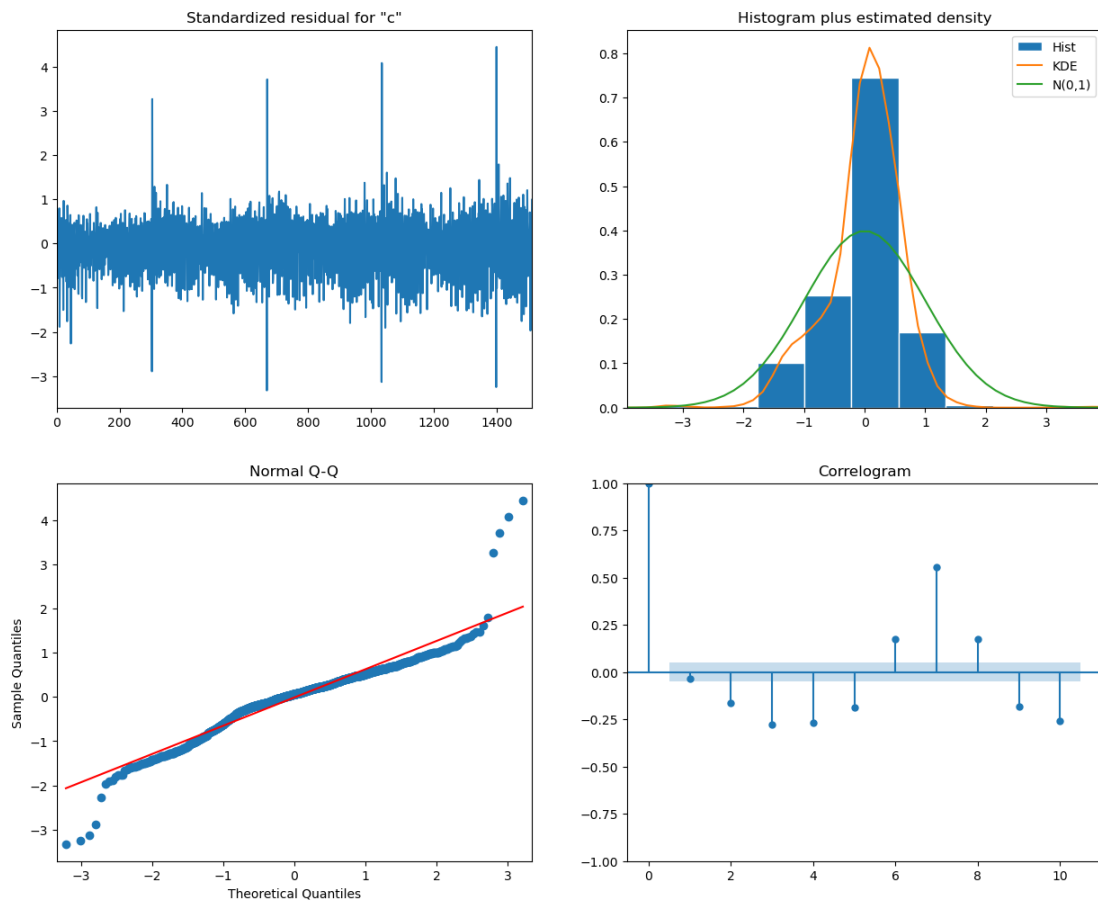 Standardized residual for "c"
4
3
2
1
0
−1
−2
−3
0 200 400 600 800 1000 1200 1400
Histogram plus estimated density
Hist
KDE
N(0,1)
0.8
0.7
0.6
0.5
0.4
0.3
0.2
0.1
0.0
−3 −2 −1 0 1 2 3
Normal Q-Q
Sample Quantiles
4
3
2
1
0
−1
−2
−3
−3 −2 −1 0 1 2 3
Theoretical Quantiles
Correlogram
1.00
0.75
0.50
0.25
0.00
−0.25
−0.50
−0.75
−1.00
0 2 4 6 8 10